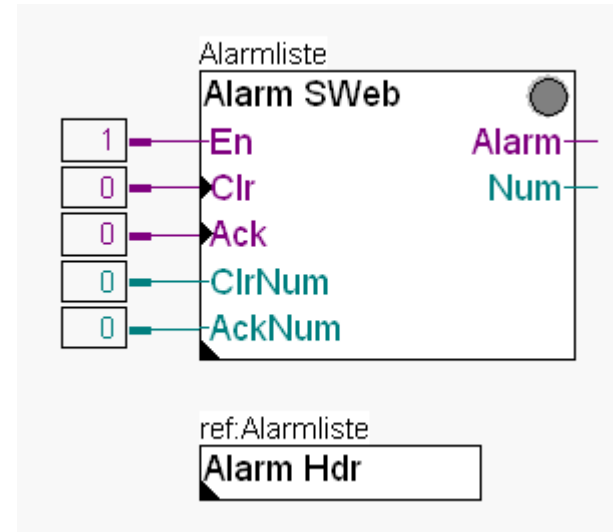 Alarmliste
Alarm SWeb
1 En Alarm
0 Clr Num
0 Ack
0 ClrNum
0 AckNum
ref:Alarmliste
Alarm Hdr